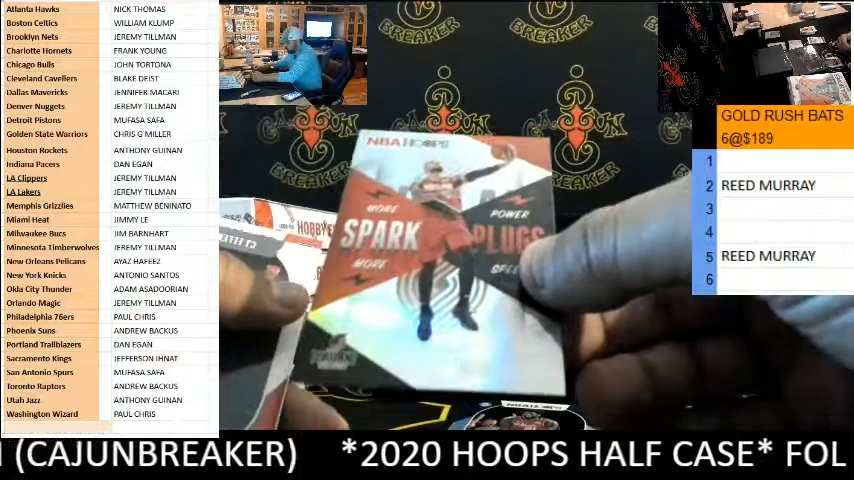 Atlanta Hawks NICK THOMAS
Boston Celtics WILLIAM KLUMP
Brooklyn Nets JEREMY TILLMAN
Charlotte Hornets FRANK YOUNG
Chicago Bulls JOHN TORTONA
Cleveland Cavellers BLAKE DEIST
Dallas Mavericks JENNIFER MACARI
Denver Nuggets JEREMY TILLMAN
Detroit Pistons MUFASA SAFA
Golden State Warriors CHRIS G MILLER
Houston Rockets ANTHONY GUINAN
Indiana Pacers DAN EGAN
LA Clippers JEREMY TILLMAN
LA Lakers JEREMY TILLMAN
Memphis Grizzlies MATTHEW BENINATO
Miami Heat JIMMY LE
Milwaukee Bucs JIM BARNHART
Minnesota Timberwolves JEREMY TILLMAN
New Orleans Pelicans AYAZ HAFEEZ
New York Knicks ANTONIO SANTOS
Okla City Thunder ADAM ASADOORIAN
Orlando Magic JEREMY TILLMAN
Philadelphia 76ers PAUL CHRIS
Phoenix Suns ANDREW BACKUS
Portland Trailblazers DAN EGAN
Sacramento Kings JEFFERSON IHNAT
San Antonio Spurs MUFASA SAFA
Toronto Raptors ANDREW BACKUS
Utah Jazz ANTHONY GUINAN
Washington Wizard PAUL CHRIS
CAJUN
BREAKER
NBA HOOPS
MORE
POWER
SPARK PLUGS
MORE
SPEED
GOLD RUSH BATS
6@$189
1
2 REED MURRAY
3
4
5 REED MURRAY
6
(CAJUNBREAKER) *2020 HOOPS HALF CASE* FOL